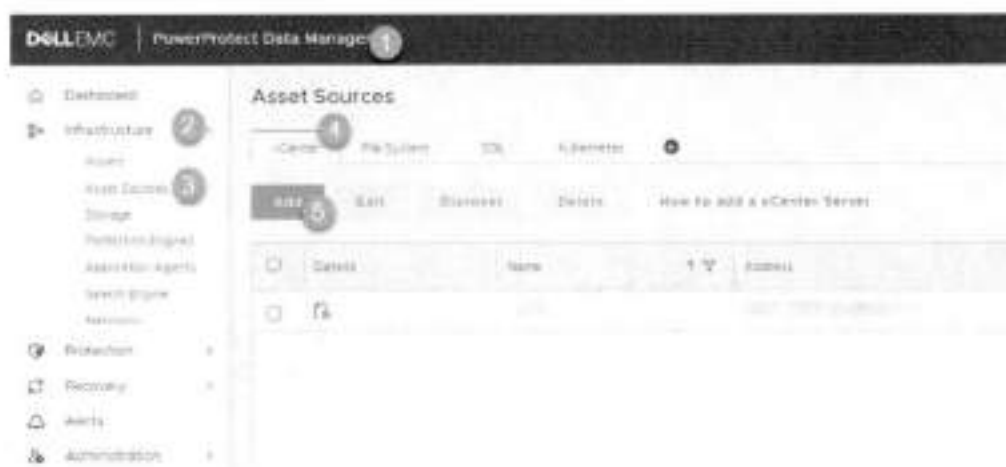 DELLEMC PowerProtect Data Manager 1
Dashboard
Infrastructure 2
Assets
Asset Sources 3
Storage
Protection Engines
Application Agents
Search Engine
Networks
Protection
Recovery
Alerts
Administration
Asset Sources
4
vCenter File System SQL Kubernetes
Add 5 Edit Discover Delete How to add a vCenter Server
Details Name Address